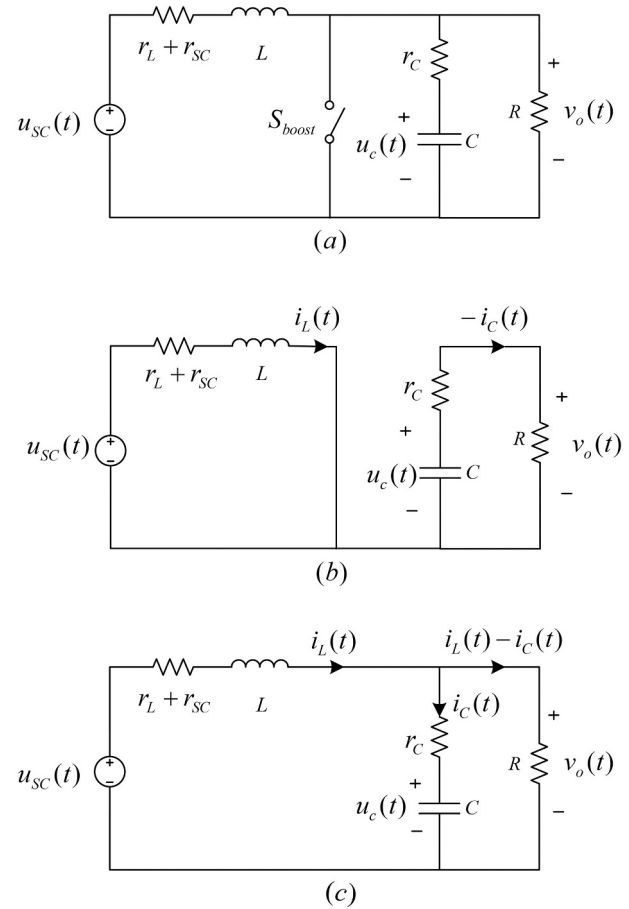 r_L + r_SC
L
r_C
+
u_SC(t)
+
−
S_boost
+
u_c(t)
−
C
R
v_o(t)
−
(a)
i_L(t)
−i_C(t)
r_L + r_SC
L
r_C
+
u_SC(t)
+
−
+
u_c(t)
−
C
R
v_o(t)
−
(b)
i_L(t)
i_L(t) − i_C(t)
r_L + r_SC
L
i_C(t)
r_C
+
u_SC(t)
+
−
+
u_c(t)
−
C
R
v_o(t)
−
(c)